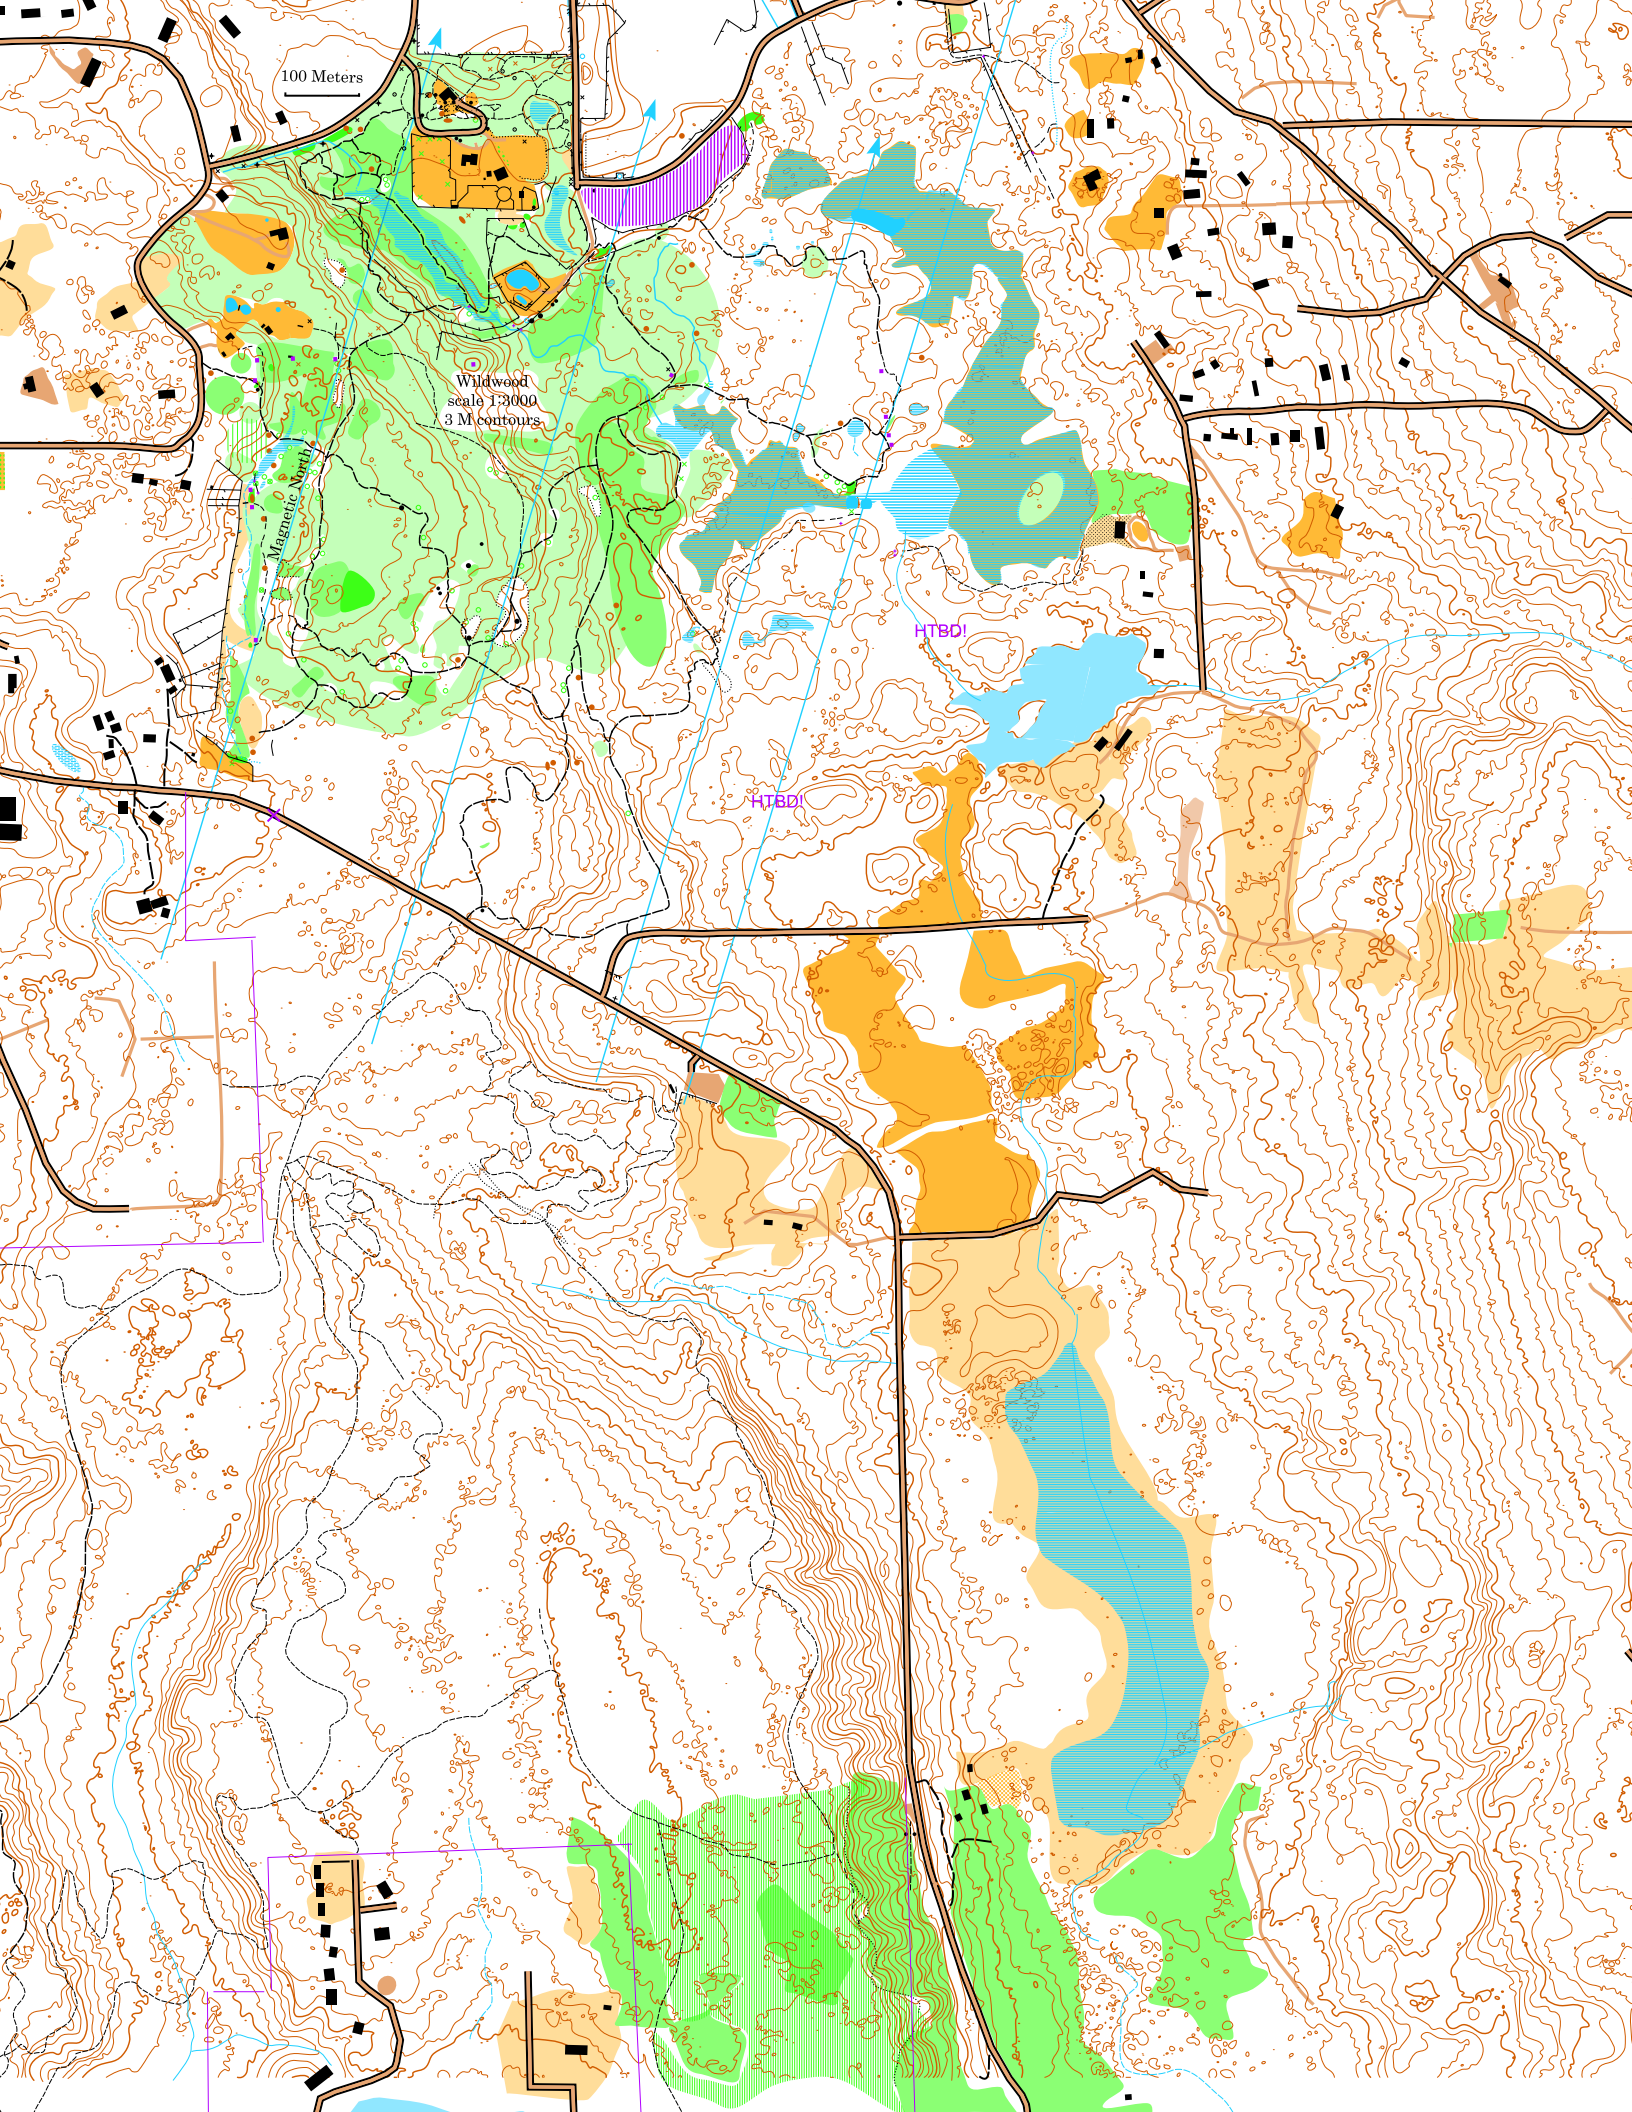 100 Meters
Wildwood
scale 1:3000
3 M contours
Magnetic North
HTBD!
HTBD!